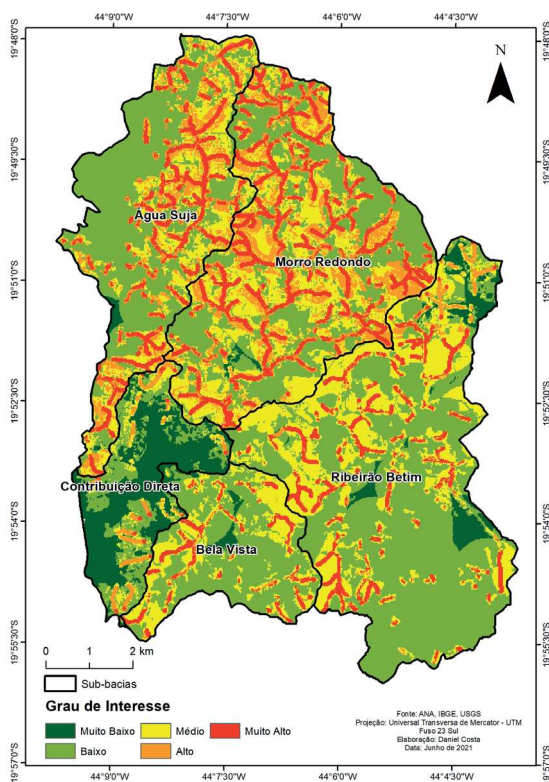 44°9'0"W 44°7'30"W 44°6'0"W 44°4'30"W
19°48'0"S 19°48'0"S
N
19°49'30"S 19°49'30"S
Água Suja
Morro Redondo
19°51'0"S 19°51'0"S
19°52'30"S 19°52'30"S
Contribuição Direta
Ribeirão Betim
19°54'0"S 19°54'0"S
Bela Vista
19°55'30"S 19°55'30"S
0 1 2 km
Sub-bacias
Grau de Interesse
Muito Baixo Médio Muito Alto
Baixo Alto
Fonte: ANA, IBGE, USGS
Projeção: Universal Transversa de Mercator - UTM
Fuso 23 Sul
Elaboração: Daniel Costa
Data: Junho de 2021
19°57'0"S 19°57'0"S
44°9'0"W 44°7'30"W 44°6'0"W 44°4'30"W